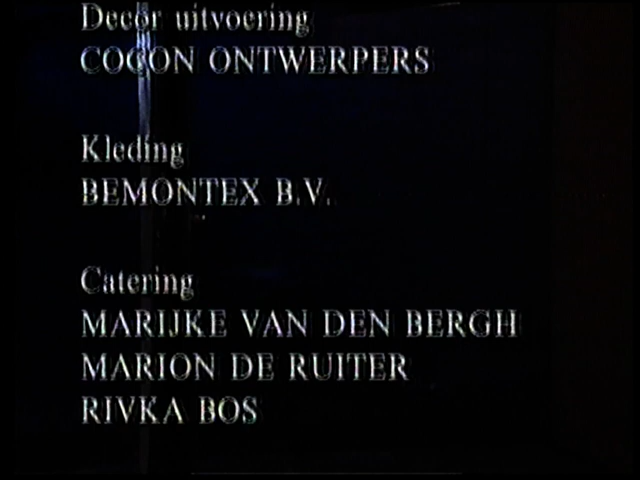 Decor uitvoering
COCON ONTWERPERS
Kleding
BEMONTEX B.V.
Catering
MARIJKE VAN DEN BERGH
MARION DE RUITER
RIVKA BOS